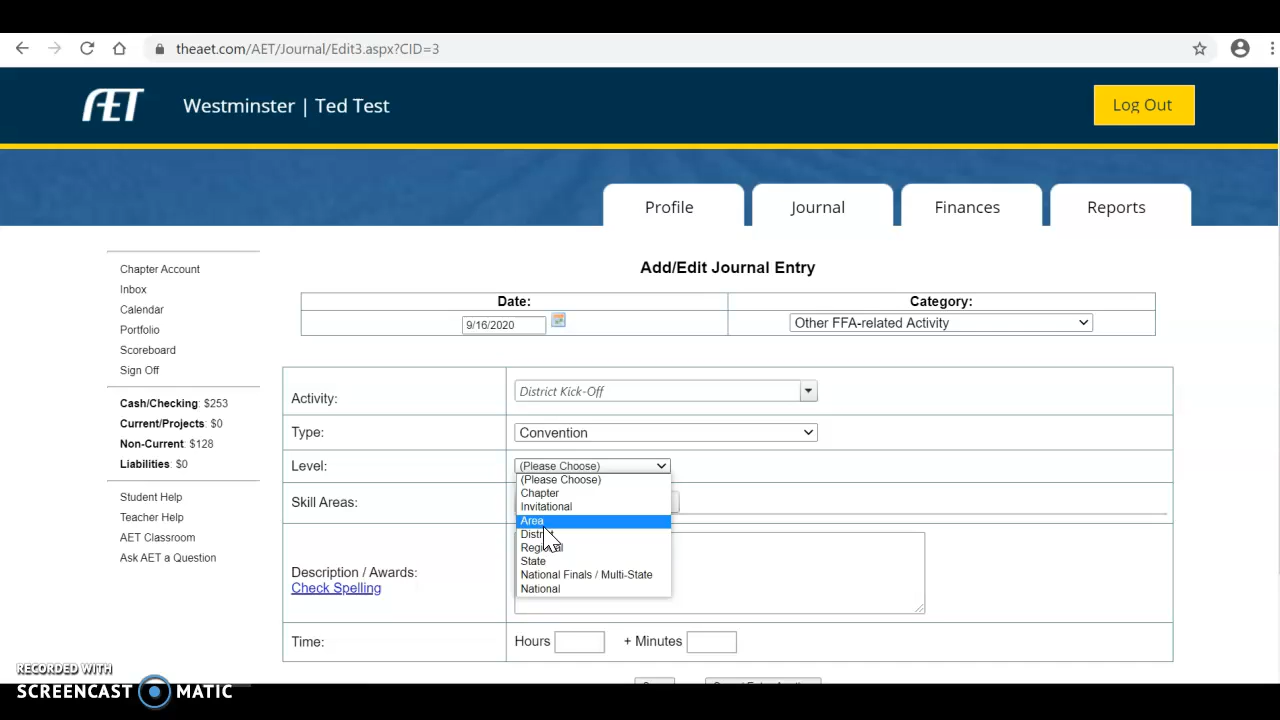 theaet.com/AET/Journal/Edit3.aspx?CID=3
AET Westminster | Ted Test
Log Out
Profile Journal Finances Reports
Chapter Account
Inbox
Calendar
Portfolio
Scoreboard
Sign Off
Cash/Checking: $253
Current/Projects: $0
Non-Current: $128
Liabilities: $0
Student Help
Teacher Help
AET Classroom
Ask AET a Question
Add/Edit Journal Entry
Date: Category:
9/16/2020 Other FFA-related Activity
Activity: District Kick-Off
Type: Convention
Level: (Please Choose)
(Please Choose)
Chapter
Invitational
Area
District
Regional
State
National Finals / Multi-State
National
Skill Areas:
Description / Awards:
Check Spelling
Time: Hours + Minutes
RECORDED WITH
SCREENCAST MATIC